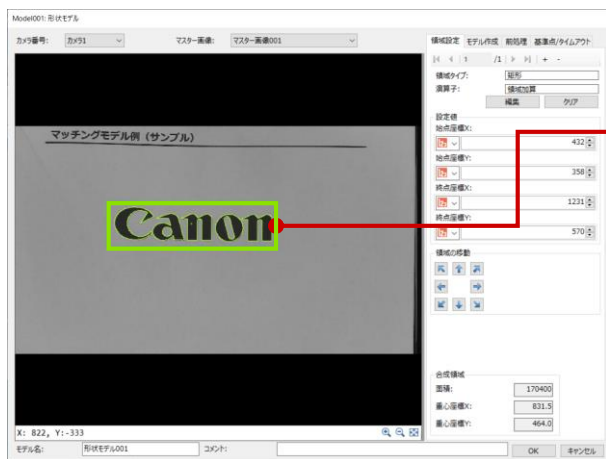 Model001: 形状モデル
カメラ番号: カメラ1 マスター画像: マスター画像001
領域設定 モデル作成 前処理 基準点/タイムアウト
1 /1 + -
領域タイプ: 矩形
演算子: 領域加算
編集 クリア
設定値
始点座標X:
432
始点座標Y:
358
終点座標X:
1231
終点座標Y:
570
領域の移動
マッチングモデル例 (サンプル)
Canon
合成領域
面積: 170400
重心座標X: 831.5
重心座標Y: 464.0
X: 822, Y:-333
モデル名: 形状モデル001 コメント:
OK キャンセル